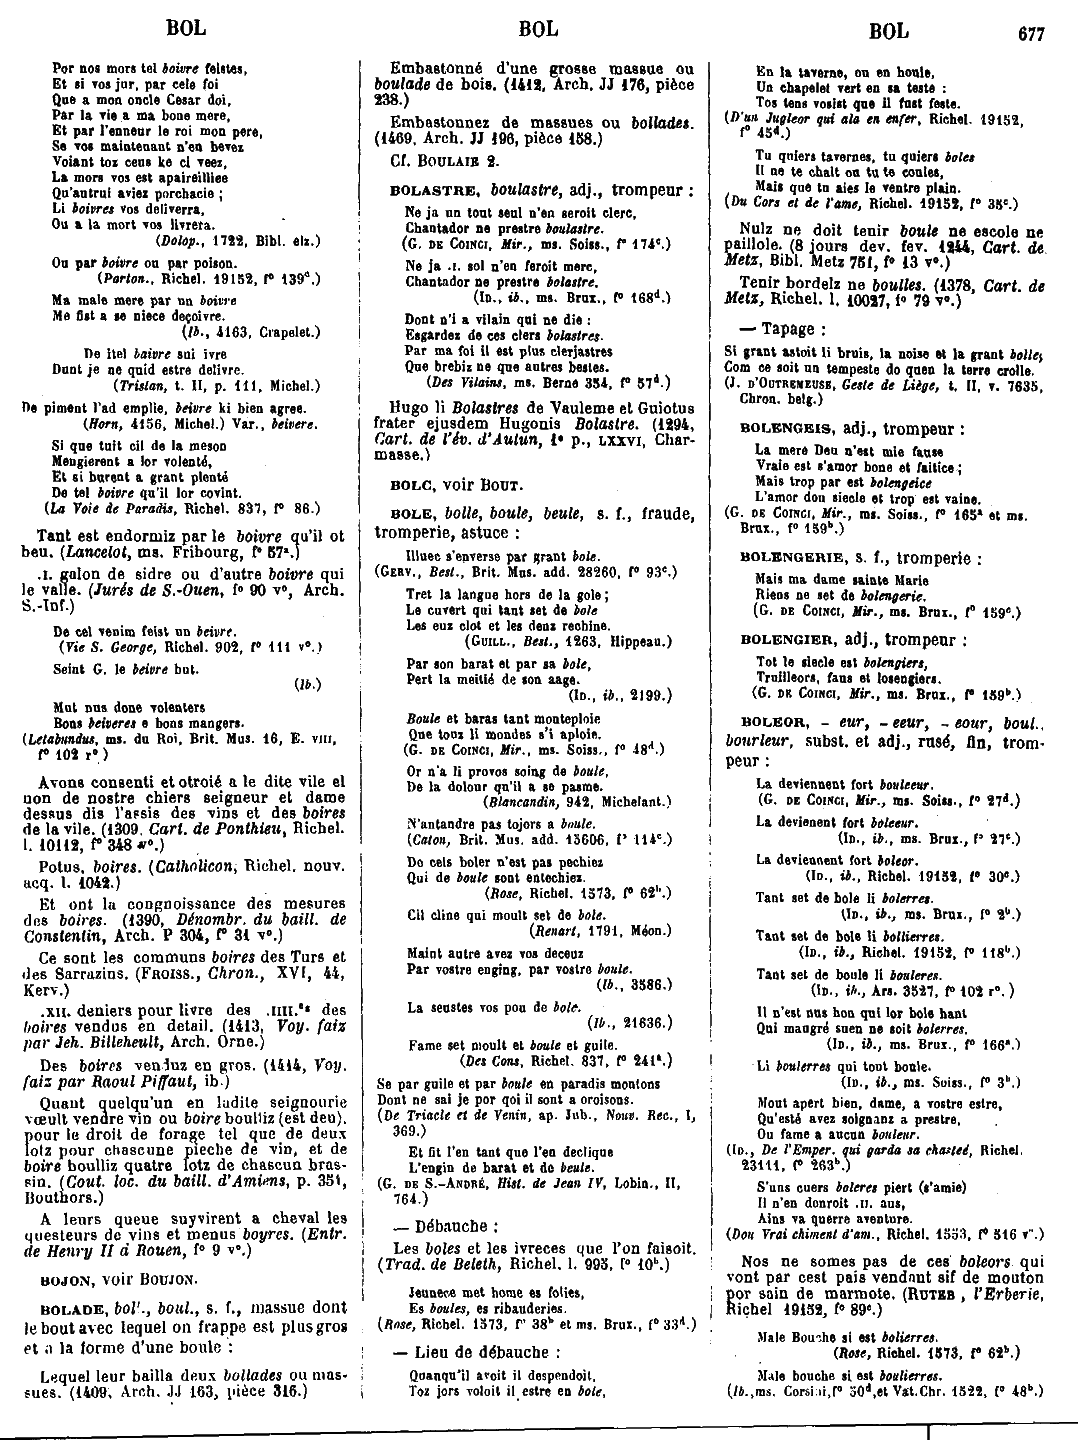 BOL
BOL
BOL
677
Por nos mors tel boivre feistes,
Et si vos jur, par cele foi
Que a mon oncle Cesar doi,
Par la vie a ma bone mere,
Et par l'enneur le roi mon pere,
Se vos maintenant n'en bevez
Voiant toz ceus ke ci veez,
La mors vos est apaireilliee
Qu'autrui aviez porchacie ;
Li boivres vos deliverra,
Ou a la mort vos livrera.
(Dolop., 1722, Bibl. elz.)
Ou par boivre ou par poison.
(Parton., Richel. 19152, f° 139d.)
Ma male mere par un boivre
Me fist a se niece deçoivre.
(Ib., 4163, Crapelet.)
De itel baivre sui ivre
Dunt je ne quid estre delivre.
(Tristan, t. II, p. 111, Michel.)
De piment l'ad emplie, beivre ki bien agree.
(Horn, 4156, Michel.) Var., beivere.
Si que tuit cil de la meson
Mengierent a lor volenté,
Et si burent a grant plenté
De tel boivre qu'il lor covint.
(La Voie de Paradis, Richel. 837, f° 86.)
Tant est endormiz par le boivre qu'il ot
beu. (Lancelot, ms. Fribourg, f° 57a.)
.I. galon de sidre ou d'autre boivre qui
le valle. (Jurés de S.-Ouen, f° 90 v°, Arch.
S.-Inf.)
De cel venim feist un beivre.
(Vie S. George, Richel. 902, f° 111 v°.)
Seint G. le beivre but.
(Ib.)
Mut nus done volenters
Bons beiveres e bons mangers.
(Letabundus, ms. du Roi, Brit. Mus. 16, E. VIII,
f° 102 r°.)
Avons consenti et otroié a le dite vile el
non de nostre chiers seigneur et dame
dessus dis l'assis des vins et des boires
de la vile. (1309, Cart. de Ponthieu, Richel.
l. 10112, f° 348 v°.)
Potus, boires. (Catholicon, Richel. nouv.
acq. l. 1042.)
Et ont la congnoissance des mesures
des boires. (1390, Dénombr. du baill. de
Constentin, Arch. P 304, f° 31 v°.)
Ce sont les communs boires des Turs et
des Sarrazins. (FROISS., Chron., XVI, 44,
Kerv.)
.XII. deniers pour livre des .IIII.es des
boires vendus en detail. (1413, Voy. faiz
par Jeh. Billeheult, Arch. Orne.)
Des boires venduz en gros. (1414, Voy.
faiz par Raoul Piffaut, ib.)
Quant quelqu'un en ludite seignourie
vœult vendre vin ou boire boulliz (est deu).
pour le droit de forage tel que de deux
lotz pour chascune pieche de vin, et de
boire boulliz quatre lotz de chascun bras-
sin. (Cout. loc. du baill. d'Amiens, p. 351,
Bouthors.)
A leurs queue suyvirent a cheval les
questeurs de vins et menus boyres. (Entr.
de Henry II à Rouen, f° 9 v°.)
BOJON, voir BOUJON.
BOLADE, bol'., boul., s. f., massue dont
le bout avec lequel on frappe est plus gros
et a la forme d'une boule :
Lequel leur bailla deux bollades ou mas-
sues. (1409, Arch. JJ 163, pièce 316.)
Embastonné d'une grosse massue ou
boulade de bois. (1412, Arch. JJ 176, pièce
238.)
Embastonnez de massues ou bollades.
(1469, Arch. JJ 196, pièce 158.)
Cf. BOULAIE 2.
BOLASTRE, boulastre, adj., trompeur :
Ne ja un tout seul n'en seroit clerc,
Chantador ne prestre boulastre.
(G. DE COINCI, Mir., ms. Soiss., f° 174c.)
Ne ja .I. sol n'en feroit merc,
Chantador ne prestre bolastre.
(ID., ib., ms. Brux., f° 168d.)
Dont n'i a vilain qui ne die :
Esgardez de ces clers bolastres.
Par ma foi il est plus clerjastres
Que brebiz ne que autres bestes.
(Des Vilains, ms. Berne 354, f° 57d.)
Hugo li Bolastres de Vauleme et Guiotus
frater ejusdem Hugonis Bolastre. (1294,
Cart. de l'év. d'Autun, 1e p., LXXVI, Char-
masse.)
BOLC, voir BOUT.
BOLE, bolle, boule, beule, s. f., fraude,
tromperie, astuce :
Illuec s'enverse par grant bole.
(GERV., Best., Brit. Mus. add. 28260, f° 93c.)
Tret la langue hors de la gole ;
Le cuvert qui tant set de bole
Les euz clot et les denz rechine.
(GUILL., Best., 1263, Hippeau.)
Par son barat et par sa bole,
Pert la meitié de son aage.
(ID., ib., 2199.)
Boule et baras tant monteploie
Que touz li mondes s'i aploie.
(G. DE COINCI, Mir., ms. Soiss., f° 48d.)
Or n'a li provos soing de boule,
De la dolour qu'il a se pasme.
(Blancandin, 942, Michelant.)
N'antandre pas tojors a boule.
(Caton, Brit. Mus. add. 15606, f° 114c.)
De cels boler n'est pas pechiez
Qui de boule sont entechiez.
(Rose, Richel. 1573, f° 62b.)
Cil cline qui moult set de bole.
(Renart, 1791, Méon.)
Maint autre avez vos deceuz
Par vostre enging, par vostre boule.
(Ib., 3586.)
La seustes vos pou de bole.
(Ib., 21636.)
Fame set moult et boule et guile.
(Des Cons, Richel. 837, f° 241a.)
Se par guile et par boule en paradis montons
Dont ne sai je por qoi il sont a oroisons.
(De Triacle et de Venin, ap. Jub., Nouv. Rec., I,
369.)
Et fit l'en tant que l'en declique
L'engin de barat et de beule.
(G. DE S.-ANDRÉ, Hist. de Jean IV, Lobin., II,
764.)
— Débauche :
Les boles et les ivreces que l'on faisoit.
(Trad. de Beleth, Richel. l. 995, f° 10b.)
Jeunece met home es folies,
Es boules, es ribauderies.
(Rose, Richel. 1573, f° 38b et ms. Brux., f° 33d.)
— Lieu de débauche :
Quanqu'il avoit il despendoit,
Toz jors voloit il estre en bole,
En la taverne, ou en houle,
Un chapelet vert en sa teste :
Tos tens vosist que il fust feste.
(D'un Jugleor qui ala en enfer, Richel. 19152,
f° 45d.)
Tu quiers tavernes, tu quiers boles
Il ne te chalt ou tu te coules,
Mais que tu aies le ventre plain.
(Du Cors et de l'ame, Richel. 19152, f° 35c.)
Nulz ne doit tenir boule ne escole ne
paillole. (8 jours dev. fev. 1244, Cart. de
Metz, Bibl. Metz 751, f° 13 v°.)
Tenir bordelz ne boulles. (1378, Cart. de
Metz, Richel. l. 10027, f° 79 v°.)
— Tapage :
Si grant astoit li bruis, la noise et la grant bolle,
Com ce soit un tempeste do quen la terre crolle.
(J. D'OUTREMEUSE, Geste de Liége, t. II, v. 7635,
Chron. belg.)
BOLENGEIS, adj., trompeur :
La mere Deu n'est mie fause
Vraie est s'amor bone et faitice ;
Mais trop par est bolengeice
L'amor dou siecle et trop est vaine.
(G. DE COINCI, Mir., ms. Soiss., f° 165a et ms.
Brux., f° 159b.)
BOLENGERIE, s. f., tromperie :
Mais ma dame sainte Marie
Riens ne set de bolengerie.
(G. DE COINCI, Mir., ms. Brux., f° 159c.)
BOLENGIER, adj., trompeur :
Tot le siecle est bolengiers,
Truilleors, faus et losengiers.
(G. DE COINCI, Mir., ms. Brux., f° 159b.)
BOLEOR, - eur, - eeur, - eour, boul.,
bourleur, subst. et adj., rusé, fin, trom-
peur :
La deviennent fort bouleeur.
(G. DE COINCI, Mir., ms. Soiss., f° 27d.)
La devienent fort boleeur.
(ID., ib., ms. Brux., f° 27c.)
La deviennent fort boleor.
(ID., ib., Richel. 19152, f° 30c.)
Tant set de bole li bolerres.
(ID., ib., ms. Brux., f° 2b.)
Tant set de bole li bollierres.
(ID., ib., Richel. 19152, f° 118b.)
Tant set de boule li bouleres.
(ID., ib., Ars. 3527, f° 102 r°.)
Il n'est nus hon qui lor bole hant
Qui maugré suen ne soit bolerres.
(ID., ib., ms. Brux., f° 166a.)
Li boulerres qui tout boule.
(ID., ib., ms. Soiss., f° 3b.)
Mout apert bien, dame, a vostre estre,
Qu'esté avez soignanz a prestre,
Ou fame a aucun bouleur.
(ID., De l'Emper. qui garda sa chasteé, Richel.
23111, f° 263b.)
S'uns cuers boleres piert (s'amie)
Il n'en donroit .II. aus,
Ains va querre aventure.
(Dou Vrai chiment d'am., Richel. 1553, f° 516 v°.)
Nos ne somes pas de ces boleors qui
vont par cest pais vendant sif de mouton
por sain de marmote. (RUTEB , l'Erberie,
Richel 19152, f° 89c.)
Male Bouche si est bolierres.
(Rose, Richel. 1573, f° 62b.)
Male bouche si est boulierres.
(Ib.,ms. Corsini,f° 50d,et Vat.Chr. 1522, f° 48b.)